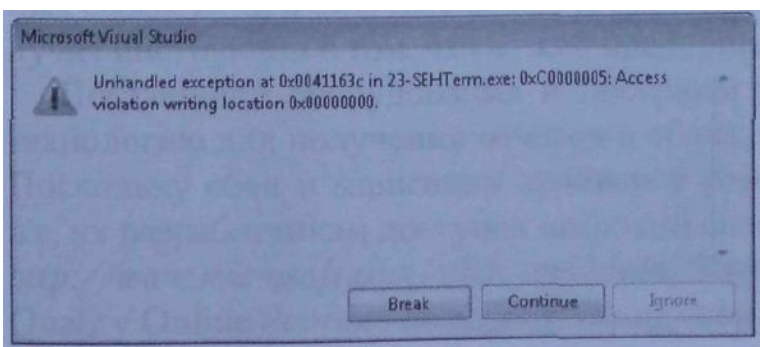 Microsoft Visual Studio
Unhandled exception at 0x0041163c in 23-SEHTerm.exe: 0xC0000005: Access
violation writing location 0x00000000.
Break
Continue
Ignore